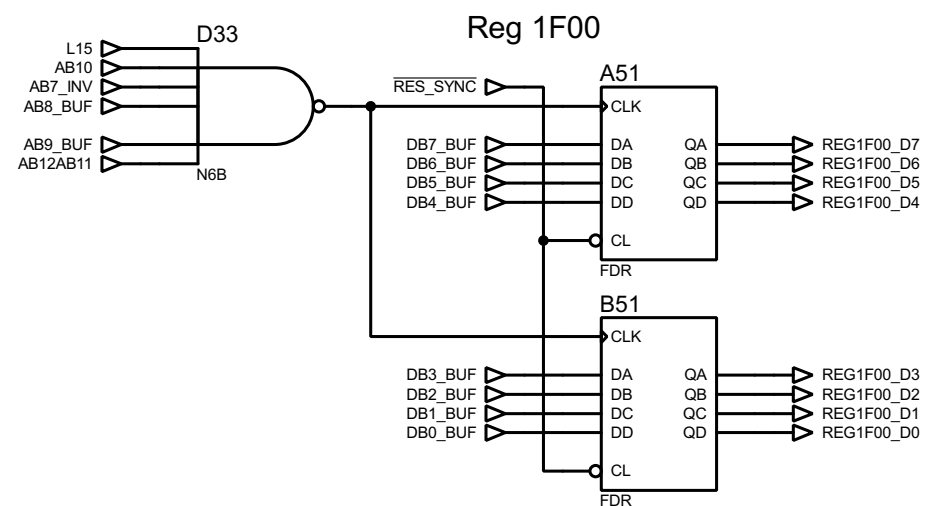 Reg 1F00
D33
L15
AB10
AB7_INV
AB8_BUF
AB9_BUF
AB12AB11
N6B
RES_SYNC
A51
CLK
DB7_BUF DA QA REG1F00_D7
DB6_BUF DB QB REG1F00_D6
DB5_BUF DC QC REG1F00_D5
DB4_BUF DD QD REG1F00_D4
CL
FDR
B51
CLK
DB3_BUF DA QA REG1F00_D3
DB2_BUF DB QB REG1F00_D2
DB1_BUF DC QC REG1F00_D1
DB0_BUF DD QD REG1F00_D0
CL
FDR